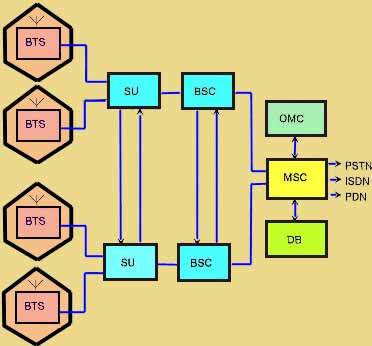 BTS
SU
BSC
BTS
OMC
MSC
PSTN
ISDN
PDN
BTS
DB
SU
BSC
BTS